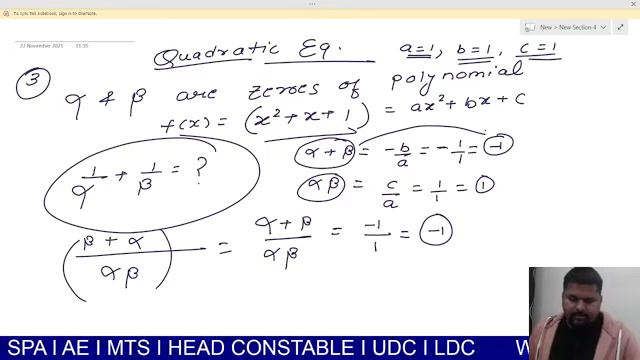 To sync this notebook, sign in to OneNote.
New > New Section 4
22 November 2021 11:35
Quadratic Eq.
a=1, b=1, c=1
③
α & β are zeroes of polynomial
f(x) = (x² + x + 1) = ax² + bx + c
1/α + 1/β = ?
α + β = -b/a = -1/1 = -1
αβ = c/a = 1/1 = 1
(β + α / αβ) = α + β / αβ = -1/1 = -1
SPA I AE I MTS I HEAD CONSTABLE I UDC I LDC W